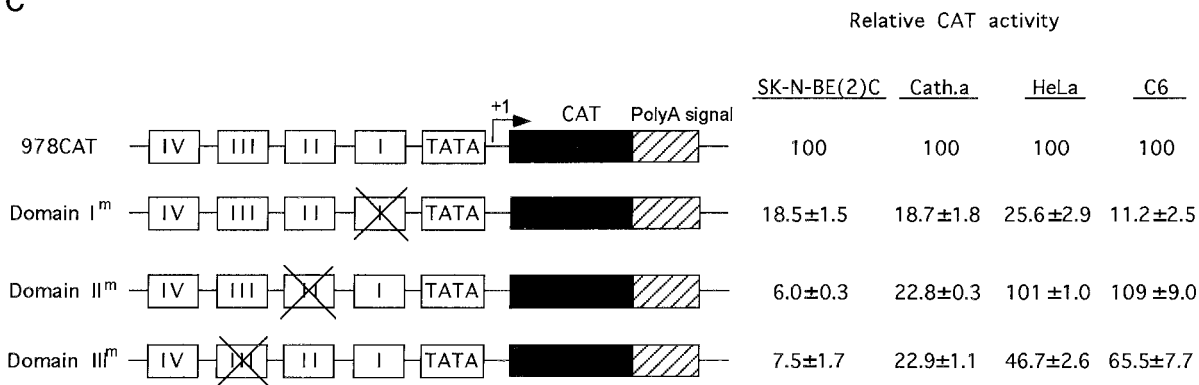 C
Relative CAT activity
SK-N-BE(2)C Cath.a HeLa C6
+1 CAT PolyA signal
978CAT IV III II I TATA 100 100 100 100
Domain I^m IV III II I TATA 18.5±1.5 18.7±1.8 25.6±2.9 11.2±2.5
Domain II^m IV III II I TATA 6.0±0.3 22.8±0.3 101 ±1.0 109 ±9.0
Domain III^m IV III II I TATA 7.5±1.7 22.9±1.1 46.7±2.6 65.5±7.7